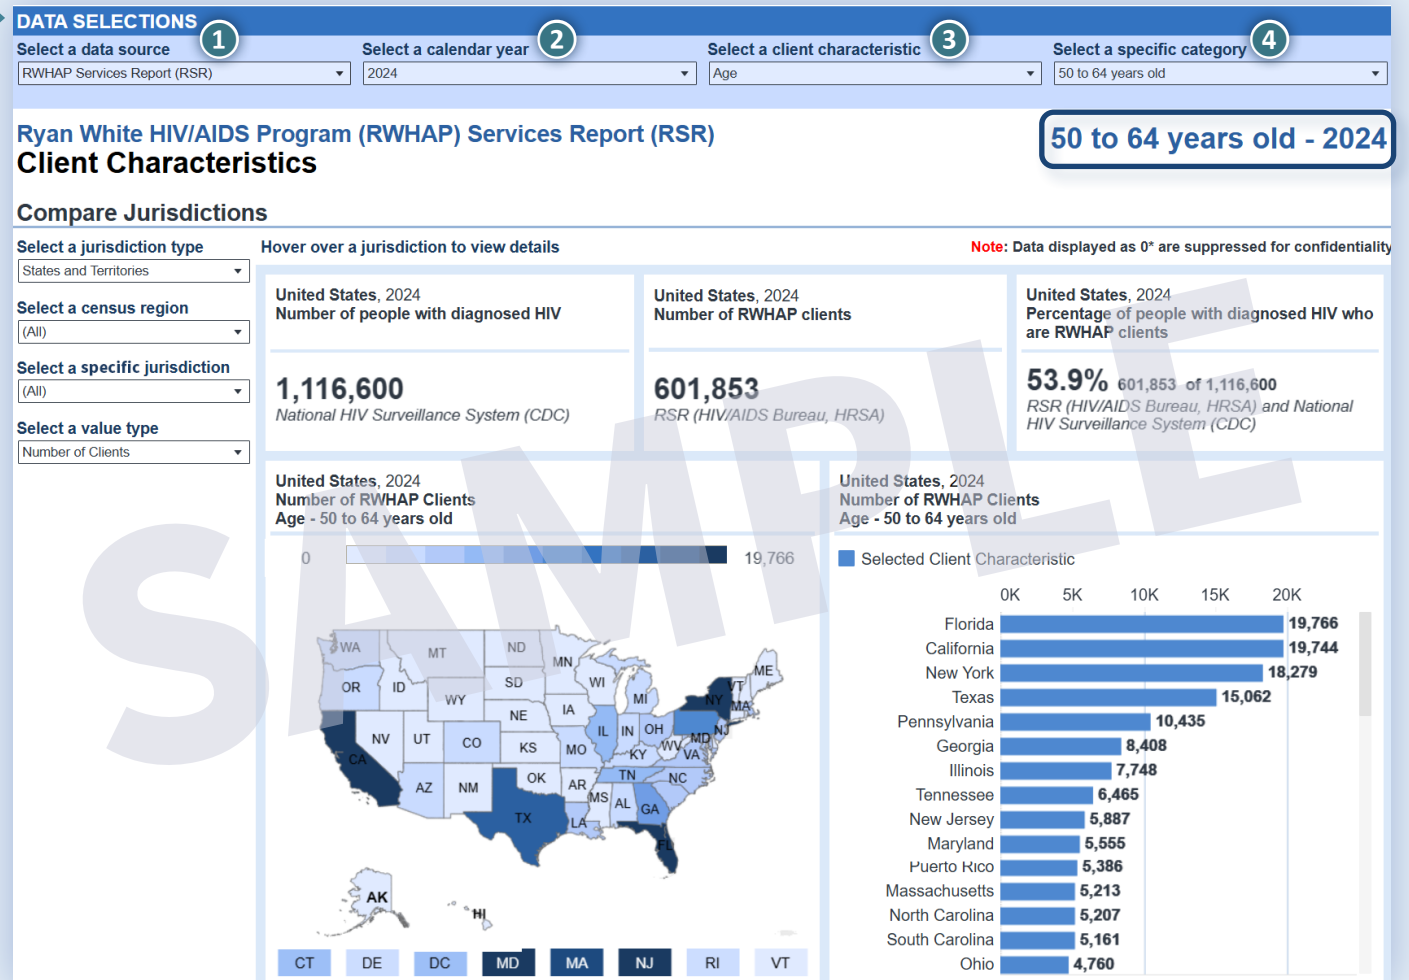 DATA SELECTIONS
1 2 3 4
Select a data source
RWHAP Services Report (RSR)
Select a calendar year
2024
Select a client characteristic
Age
Select a specific category
50 to 64 years old
Ryan White HIV/AIDS Program (RWHAP) Services Report (RSR)
Client Characteristics
50 to 64 years old - 2024
Compare Jurisdictions
Select a jurisdiction type
States and Territories
Select a census region
(All)
Select a specific jurisdiction
(All)
Select a value type
Number of Clients
Hover over a jurisdiction to view details
Note: Data displayed as 0* are suppressed for confidentiality
United States, 2024
Number of people with diagnosed HIV
1,116,600
National HIV Surveillance System (CDC)
United States, 2024
Number of RWHAP clients
601,853
RSR (HIV/AIDS Bureau, HRSA)
United States, 2024
Percentage of people with diagnosed HIV who
are RWHAP clients
53.9% 601,853 of 1,116,600
RSR (HIV/AIDS Bureau, HRSA) and National
HIV Surveillance System (CDC)
United States, 2024
Number of RWHAP Clients
Age - 50 to 64 years old
0 19,766
WA MT ND MN ME
OR ID SD WI MI VT
WY NY MA
NE IA
NV UT CO IL IN OH NJ
CA KS MO MD
KY WV VA
AZ NM OK AR TN NC
MS AL GA
TX LA FL
AK HI
CT DE DC MD MA NJ RI VT
United States, 2024
Number of RWHAP Clients
Age - 50 to 64 years old
Selected Client Characteristic
0K 5K 10K 15K 20K
Florida 19,766
California 19,744
New York 18,279
Texas 15,062
Pennsylvania 10,435
Georgia 8,408
Illinois 7,748
Tennessee 6,465
New Jersey 5,887
Maryland 5,555
Puerto Rico 5,386
Massachusetts 5,213
North Carolina 5,207
South Carolina 5,161
Ohio 4,760
SAMPLE